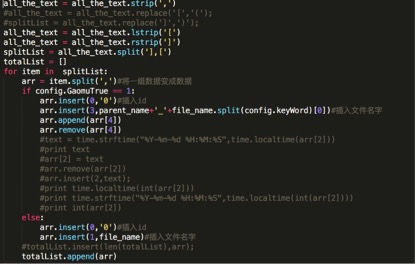 all_the_text = all_the_text.strip(',')
#all_the_text = all_the_text.replace('[','(');
#splitList = all_the_text.replace(']',')');
all_the_text = all_the_text.lstrip('[')
all_the_text = all_the_text.rstrip(']')
splitList = all_the_text.split('],[')
totalList = []
for item in splitList:
    arr = item.split(',')#将一组数据变成数据
    if config.GaomuTrue == 1:
        arr.insert(0,'0')#插入id
        arr.insert(3,parent_name+'_'+file_name.split(config.keyWord)[0])#插入文件名字
        arr.append(arr[4])
        arr.remove(arr[4])
        #text = time.strftime("%Y-%m-%d %H:%M:%S",time.localtime(arr[2]))
        #print text
        #arr[2] = text
        #arr.remove(arr[2])
        #arr.insert(2,text);
        #print time.localtime(int(arr[2]))
        #print time.strftime("%Y-%m-%d %H:%M:%S",time.localtime(int(arr[2])))
        #print int(arr[2])
    else:
        arr.insert(0,'0')#插入id
        arr.insert(1,file_name)#插入文件名字
    #totalList.insert(len(totalList),arr);
    totalList.append(arr)